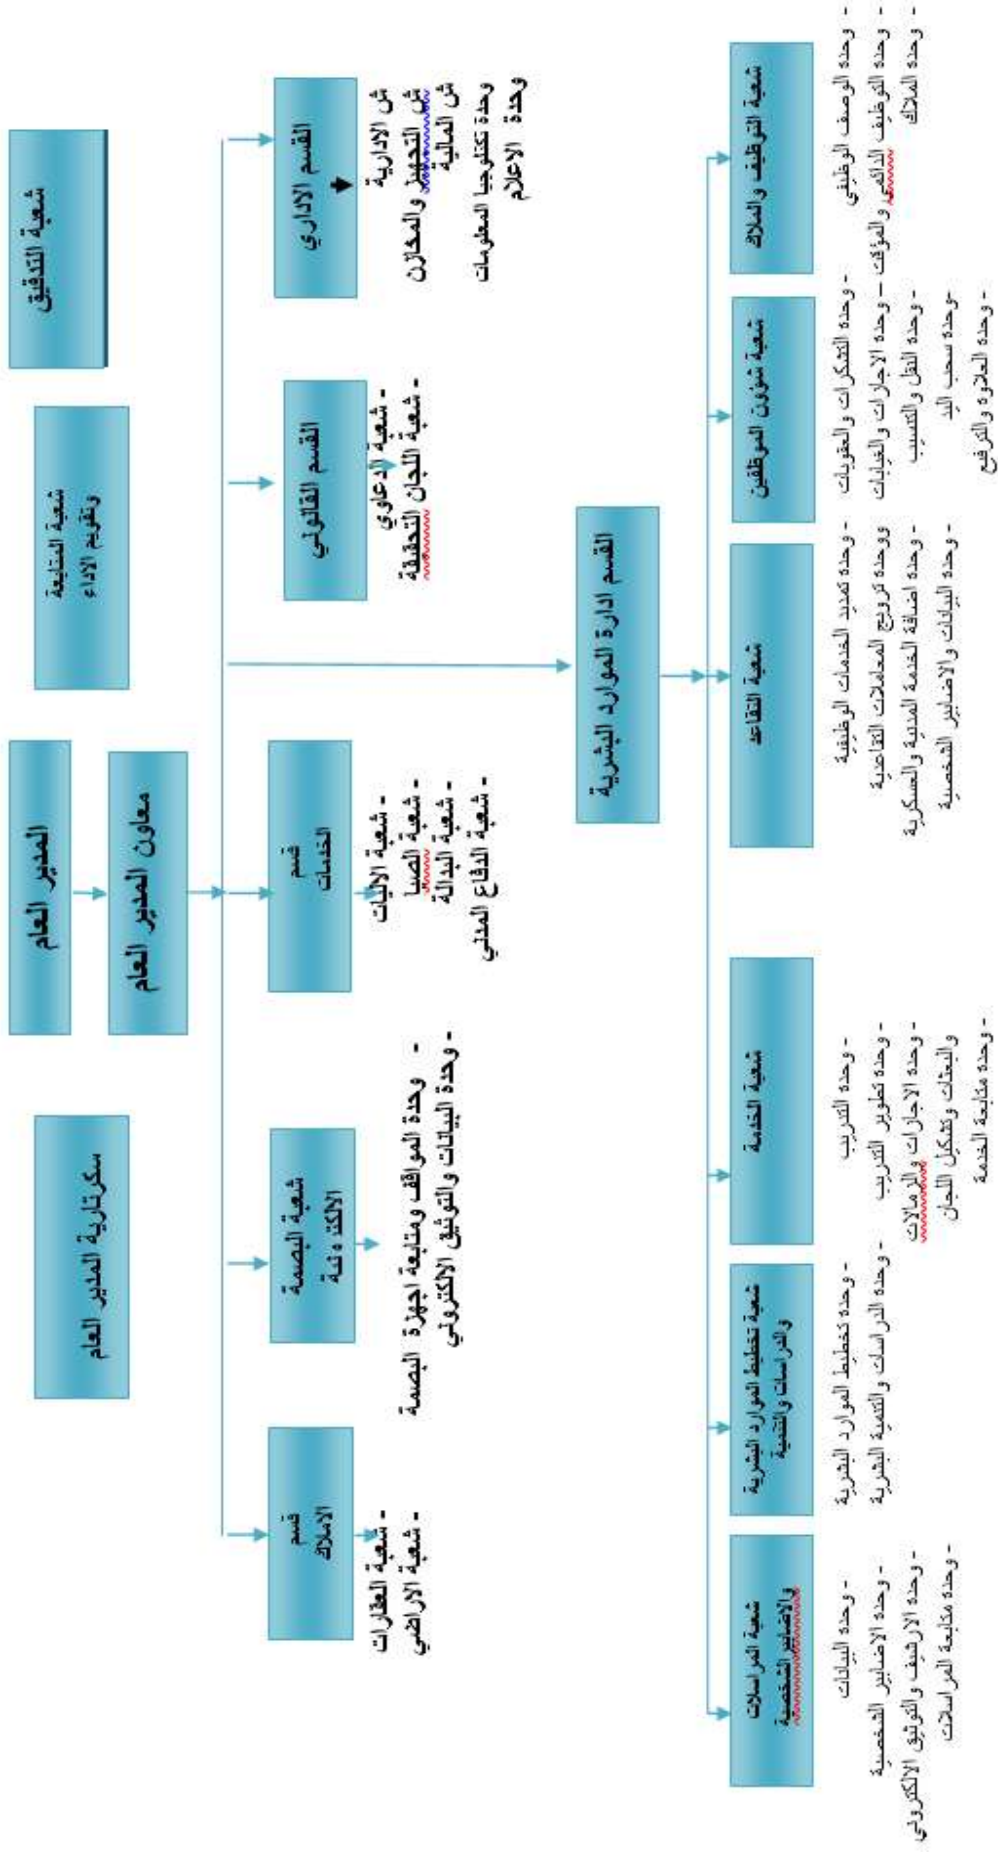 المدير العام
معاون المدير العام
شعبة التدقيق
شعبة المتابعة
وتقويم الاداء
سكرتارية المدير العام
القسم الاداري
ش الادارية
ش التجهيز والمخازن
ش المالية
وحدة تكنلوجيا المعلومات
وحدة الاعلام
القسم القانوني
- شعبة الدعاوي
- شعبة اللجان التحقيقة
قسم
الخدمات
- شعبة الاليات
- شعبة الصيا
- شعبة البدالة
- شعبة الدفاع المدني
شعبة البصمة
الالكترونية
- وحدة المواقف ومتابعة اجهزة البصمة
- وحدة البيانات والتوثيق الالكتروني
قسم
الاملاك
- شعبة العقارات
- شعبة الاراضي
القسم ادارة الموارد البشرية
شعبة التوظيف والملاك
- وحدة الوصف الوظيفي
- وحدة التوظيف الدائمي والمؤقت
- وحدة الملاك
شعبة شؤون الموظفين
- وحدة التشكرات والعقوبات
– وحدة الاجازات والغيابات
- وحدة النقل والتنسيب
-وحدة سحب اليد
- وحدة العلاوة والترفيع
شعبة التقاعد
- وحدة تمديد الخدمات الوظيفية
ووحدة ترويج المعاملات التقاعدية
- وحدة اضافة الخدمة المدنية والعسكرية
- وحدة البيانات والاضابير الشخصية
شعبة الخدمة
- وحدة التدريب
- وحدة تطوير التدريب
- وحدة الاجازات والزمالات
والبعثات وتشكيل اللجان
- وحدة متابعة الخدمة
شعبة تخطيط الموارد البشرية
والدراسات والتنمية
- وحدة تخطيط الموارد البشرية
- وحدة الدراسات والتنمية البشرية
شعبة المراسلات
والاضابير الشخصية
- وحدة البيانات
- وحدة الاضابير الشخصية
- وحدة الارشيف والتوثيق الالكتروني
- وحدة متابعة المراسلات